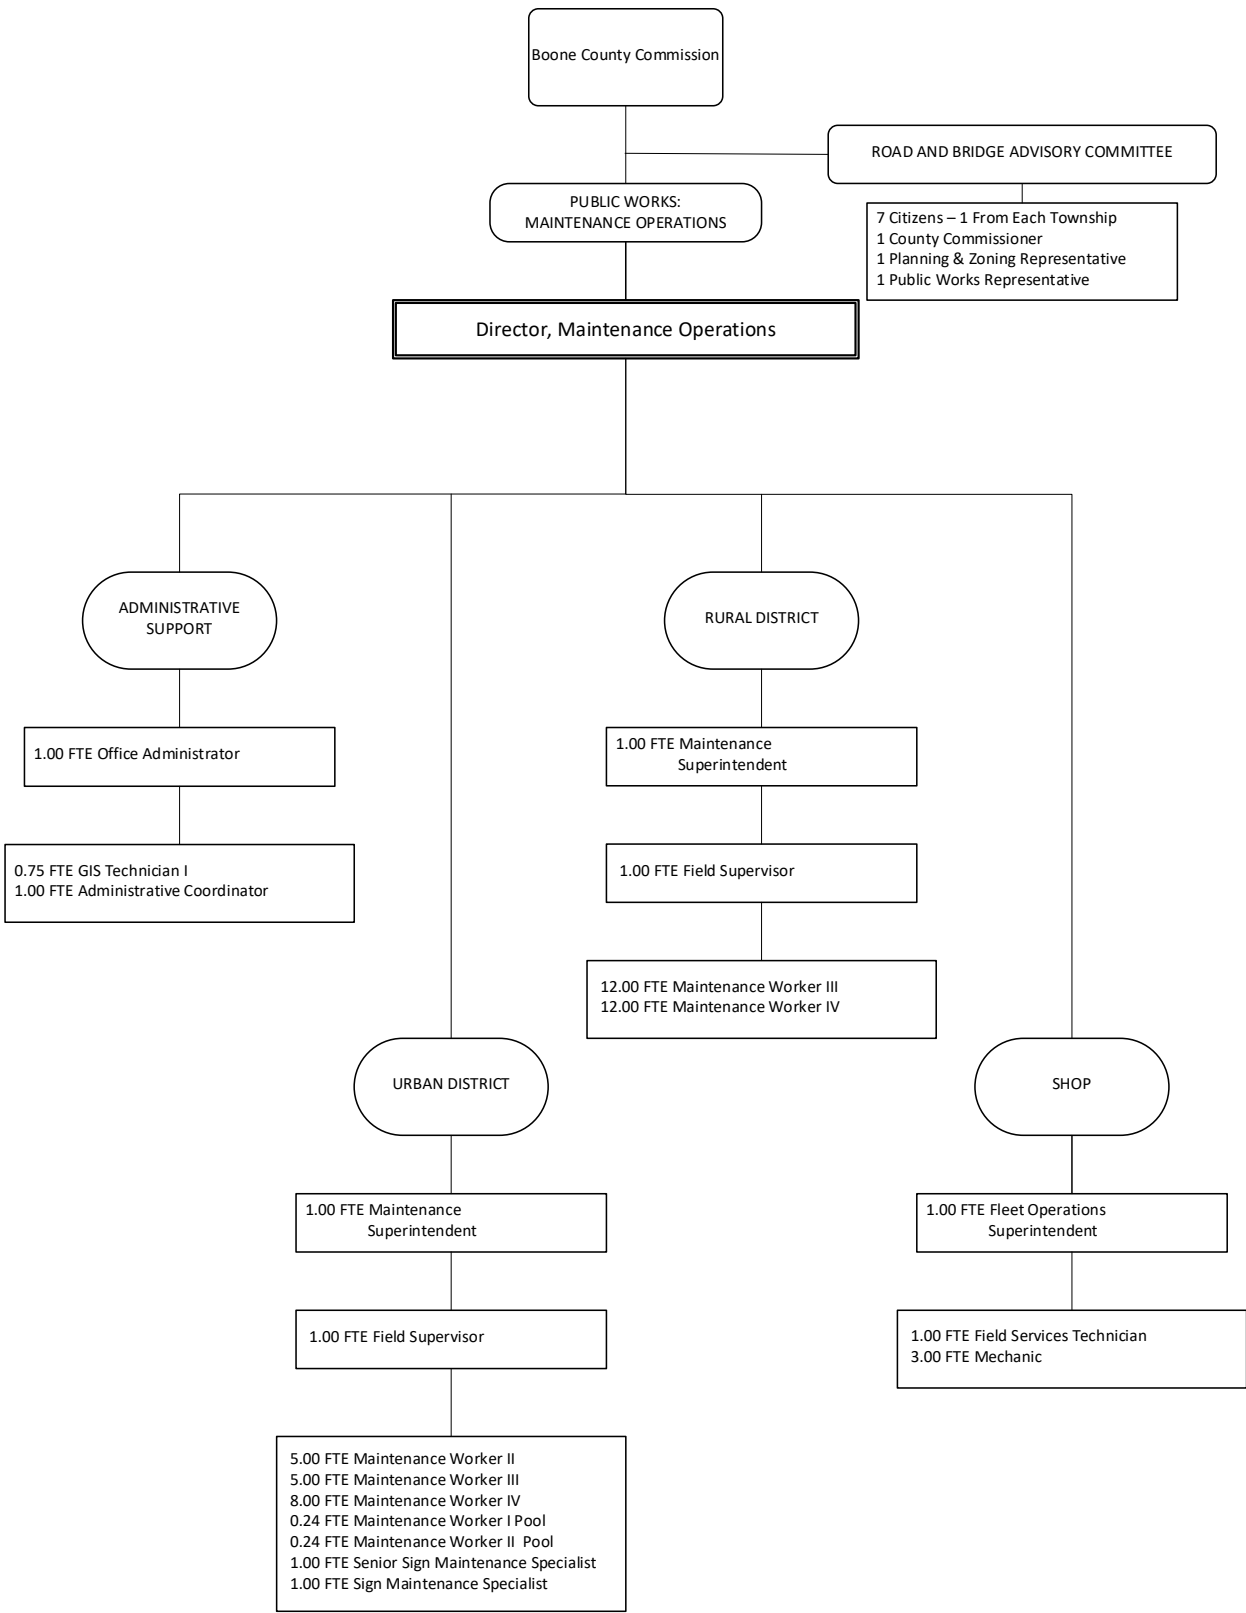 Boone County Commission
ROAD AND BRIDGE ADVISORY COMMITTEE
PUBLIC WORKS:
MAINTENANCE OPERATIONS
7 Citizens – 1 From Each Township
1 County Commissioner
1 Planning & Zoning Representative
1 Public Works Representative
Director, Maintenance Operations
ADMINISTRATIVE
SUPPORT
1.00 FTE Office Administrator
0.75 FTE GIS Technician I
1.00 FTE Administrative Coordinator
RURAL DISTRICT
1.00 FTE Maintenance
Superintendent
1.00 FTE Field Supervisor
12.00 FTE Maintenance Worker III
12.00 FTE Maintenance Worker IV
URBAN DISTRICT
1.00 FTE Maintenance
Superintendent
1.00 FTE Field Supervisor
5.00 FTE Maintenance Worker II
5.00 FTE Maintenance Worker III
8.00 FTE Maintenance Worker IV
0.24 FTE Maintenance Worker I Pool
0.24 FTE Maintenance Worker II  Pool
1.00 FTE Senior Sign Maintenance Specialist
1.00 FTE Sign Maintenance Specialist
SHOP
1.00 FTE Fleet Operations
Superintendent
1.00 FTE Field Services Technician
3.00 FTE Mechanic